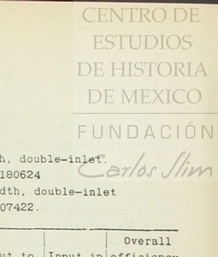 CENTRO DE
ESTUDIOS
DE HISTORIA
DE MEXICO
FUNDACIÓN
Carlos Slim
h, double-inlet.
180624
dth, double-inlet
07422.
Overall
ut to Input in efficiency